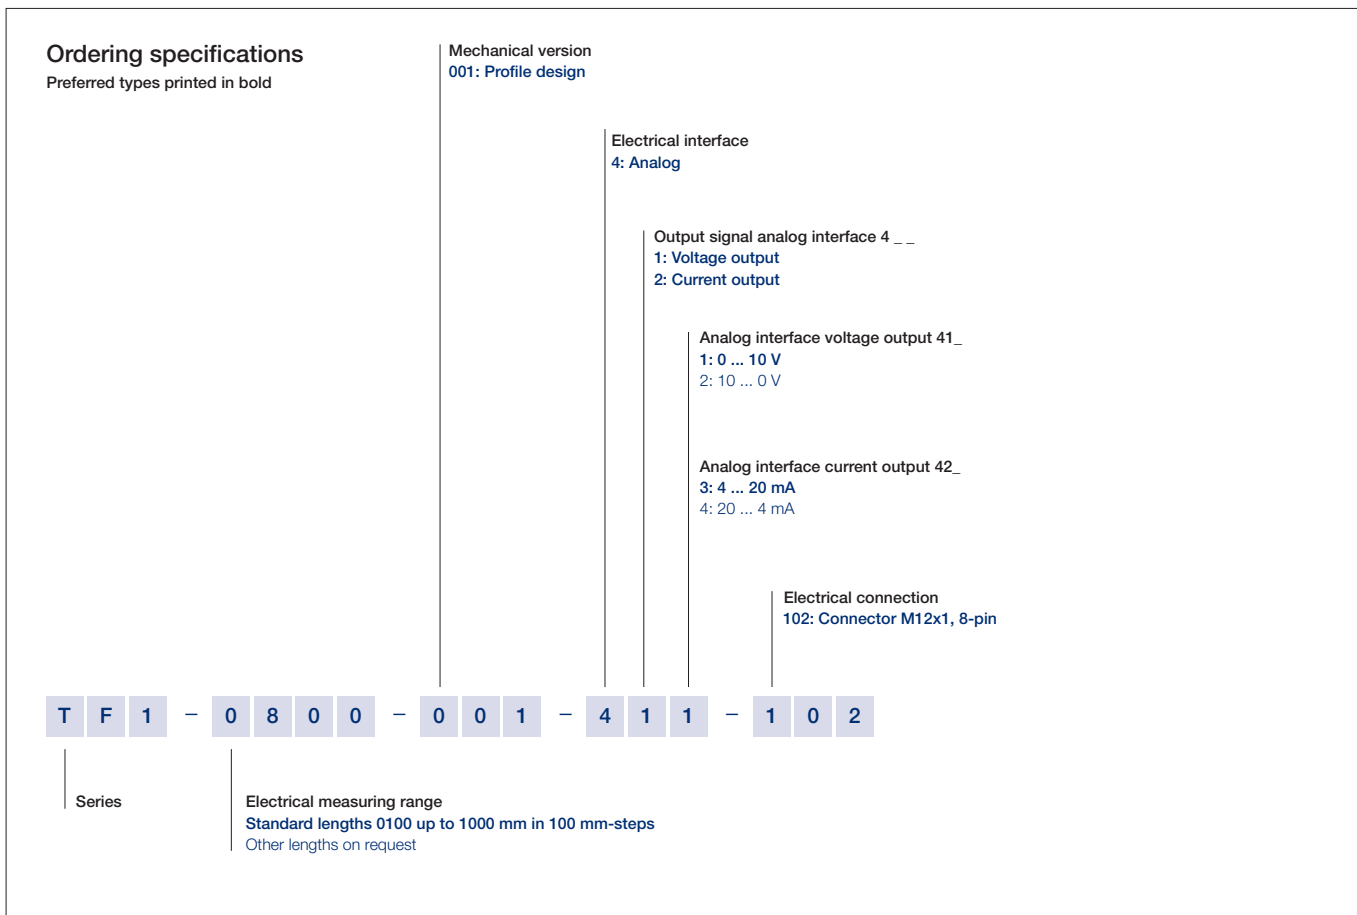 Ordering specifications
Preferred types printed in bold
Mechanical version
001: Profile design
Electrical interface
4: Analog
Output signal analog interface 4 _ _
1: Voltage output
2: Current output
Analog interface voltage output 41_
1: 0 ... 10 V
2: 10 ... 0 V
Analog interface current output 42_
3: 4 ... 20 mA
4: 20 ... 4 mA
Electrical connection
102: Connector M12x1, 8-pin
T F 1 – 0 8 0 0 – 0 0 1 – 4 1 1 – 1 0 2
Series
Electrical measuring range
Standard lengths 0100 up to 1000 mm in 100 mm-steps
Other lengths on request